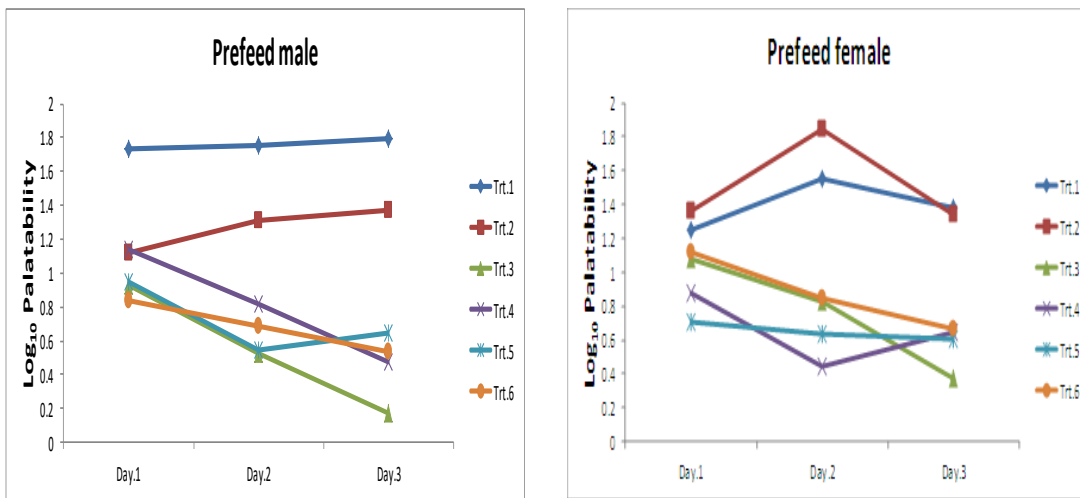 Prefeed male
Log₁₀ Palatability
2
1.8
1.6
1.4
1.2
1
0.8
0.6
0.4
0.2
0
Day.1 Day.2 Day.3
Trt.1
Trt.2
Trt.3
Trt.4
Trt.5
Trt.6
Prefeed female
Log₁₀ Palatability
2
1.8
1.6
1.4
1.2
1
0.8
0.6
0.4
0.2
0
Day.1 Day.2 Day.3
Trt.1
Trt.2
Trt.3
Trt.4
Trt.5
Trt.6